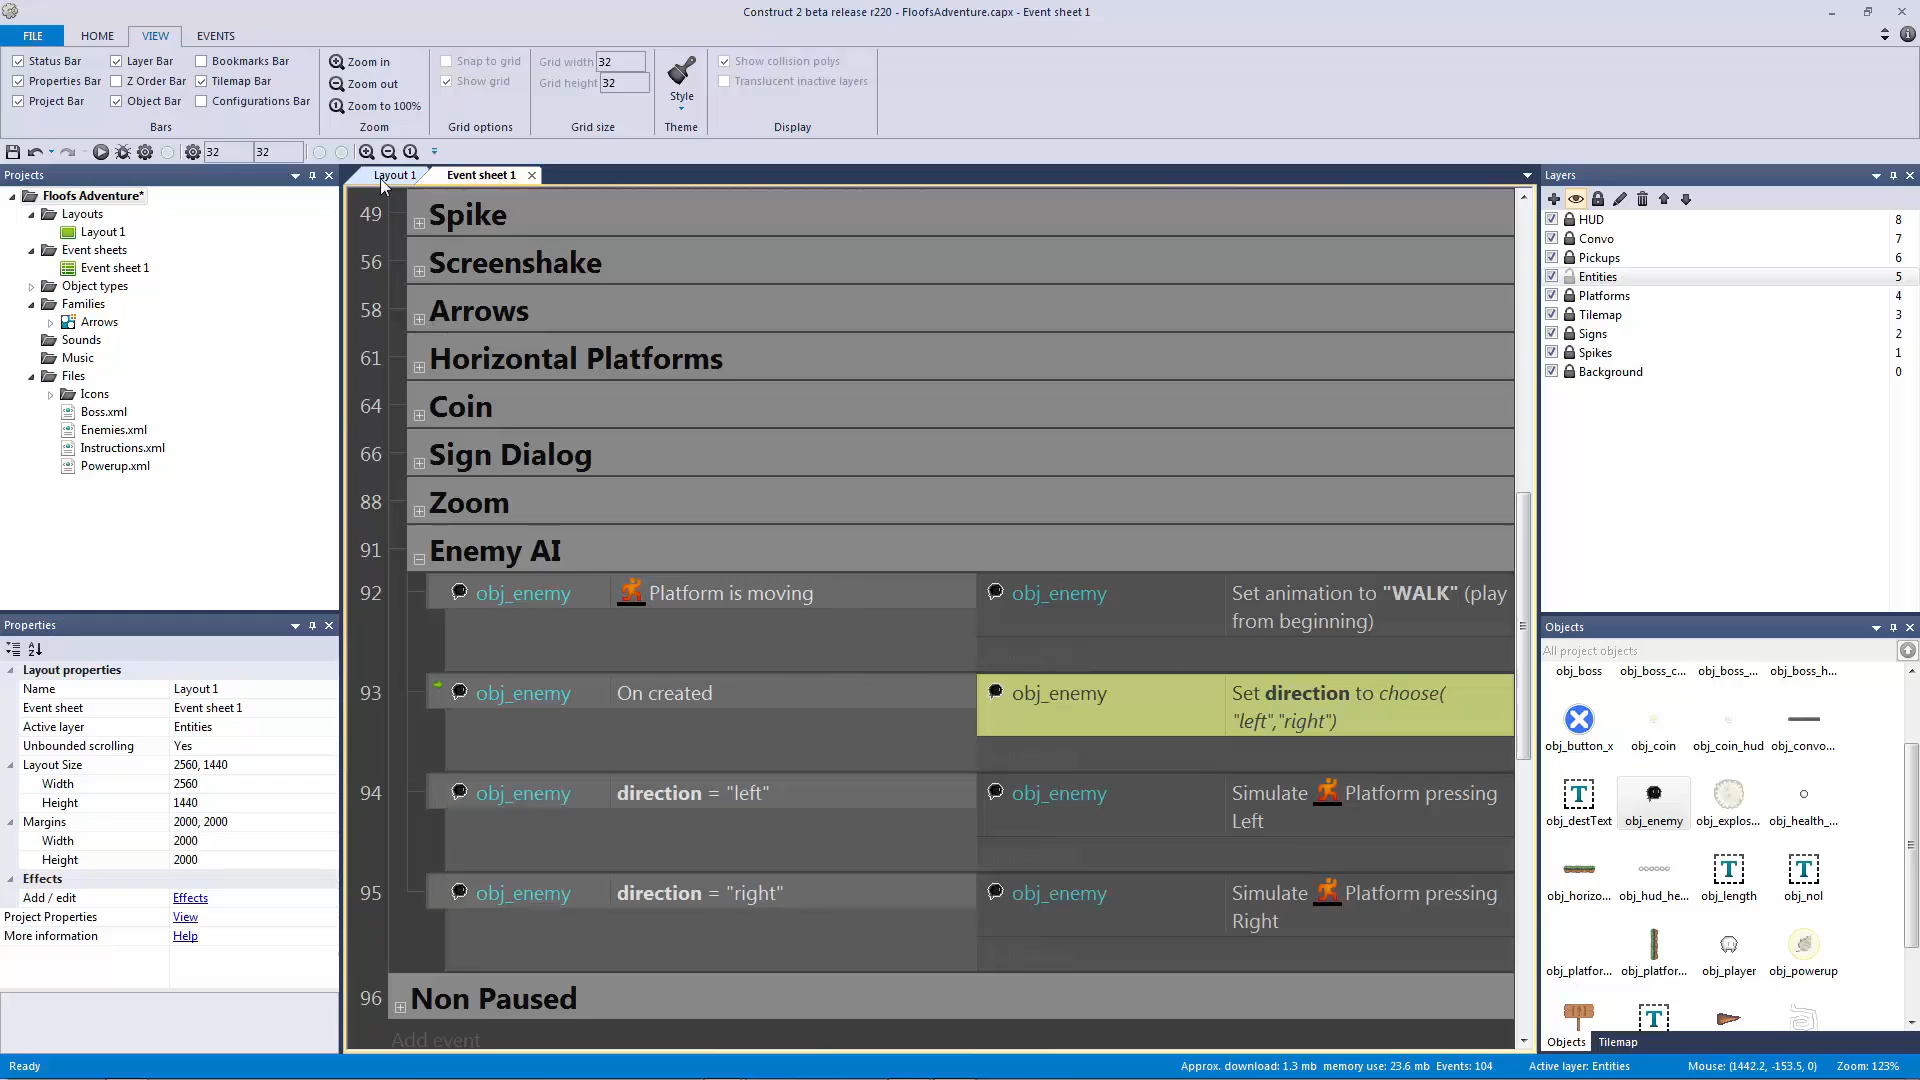 Construct 2 beta release r220 - FloofsAdventure.capx - Event sheet 1
FILE HOME VIEW EVENTS
Status Bar Layer Bar Bookmarks Bar Zoom in Snap to grid Grid width 32 Show collision polys
Properties Bar Z Order Bar Tilemap Bar Zoom out Show grid Grid height 32 Style Translucent inactive layers
Project Bar Object Bar Configurations Bar Zoom to 100%
Bars Zoom Grid options Grid size Theme Display
32 32
Projects
Floofs Adventure*
Layouts
Layout 1
Event sheets
Event sheet 1
Object types
Families
Arrows
Sounds
Music
Files
Icons
Boss.xml
Enemies.xml
Instructions.xml
Powerup.xml
Properties
Layout properties
Name Layout 1
Event sheet Event sheet 1
Active layer Entities
Unbounded scrolling Yes
Layout Size 2560, 1440
Width 2560
Height 1440
Margins 2000, 2000
Width 2000
Height 2000
Effects
Add / edit Effects
Project Properties View
More information Help
Layout 1 Event sheet 1
49 Spike
56 Screenshake
58 Arrows
61 Horizontal Platforms
64 Coin
66 Sign Dialog
88 Zoom
91 Enemy AI
92 obj_enemy Platform is moving obj_enemy Set animation to "WALK" (play
from beginning)
93 obj_enemy On created obj_enemy Set direction to choose(
"left","right")
94 obj_enemy direction = "left" obj_enemy Simulate Platform pressing
Left
95 obj_enemy direction = "right" obj_enemy Simulate Platform pressing
Right
96 Non Paused
Add event
Layers
HUD 8
Convo 7
Pickups 6
Entities 5
Platforms 4
Tilemap 3
Signs 2
Spikes 1
Background 0
Objects
All project objects
obj_boss obj_boss_c... obj_boss_... obj_boss_h...
obj_button_x obj_coin obj_coin_hud obj_convo...
T
obj_destText obj_enemy obj_explos... obj_health_...
T T
obj_horizo... obj_hud_he... obj_length obj_nol
obj_platfor... obj_platfor... obj_player obj_powerup
T
Objects Tilemap
Ready Approx. download: 1.3 mb memory use: 23.6 mb Events: 104 Active layer: Entities Mouse: (1442.2, -153.5, 0) Zoom: 123%